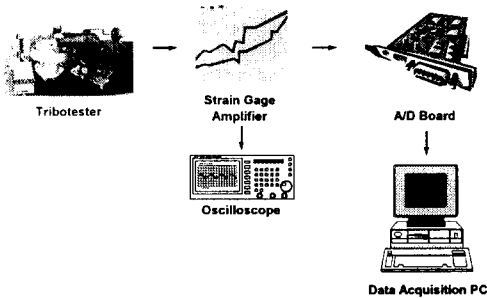 Tribotester
Strain Gage
Amplifier
A/D Board
Oscilloscope
Data Acquisition PC